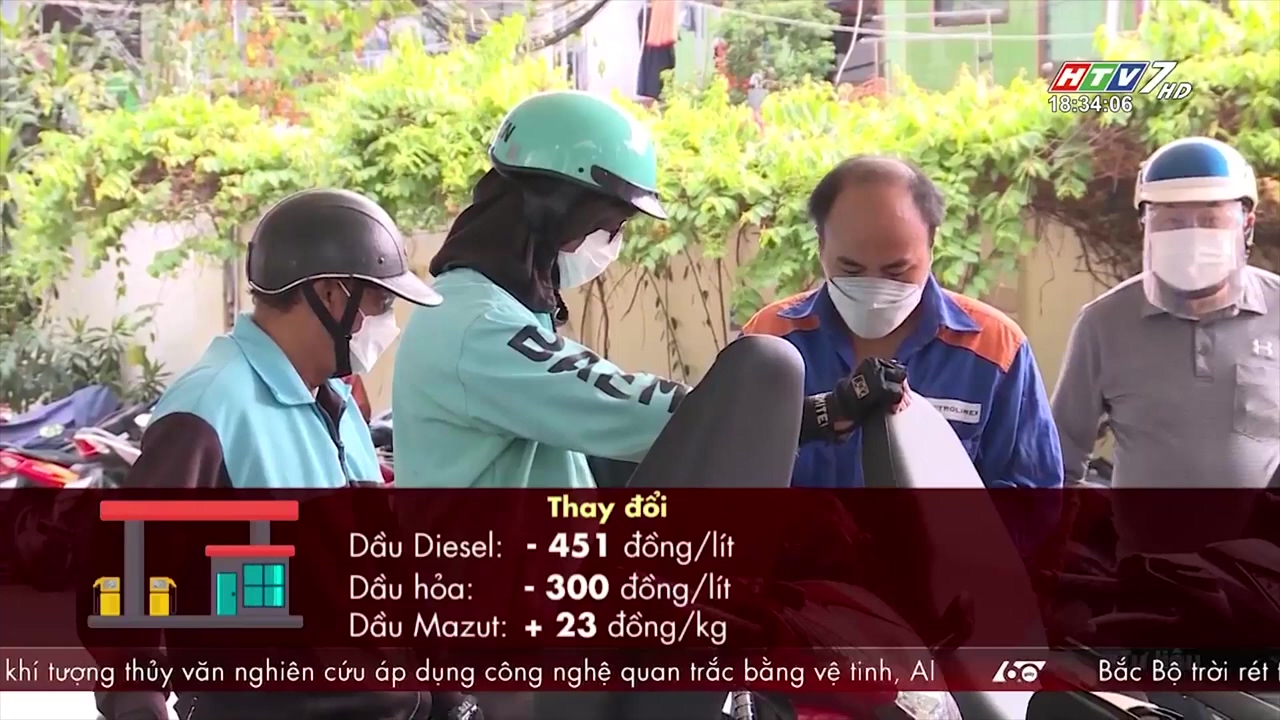 HTV7 HD
18:34:06
N
DAEM
PETROLIMEX
H
Thay đổi
Dầu Diesel: - 451 đồng/lít
Dầu hỏa: - 300 đồng/lít
Dầu Mazut: + 23 đồng/kg
khí tượng thủy văn nghiên cứu áp dụng công nghệ quan trắc bằng vệ tinh, AI 60 Bắc Bộ trời rét